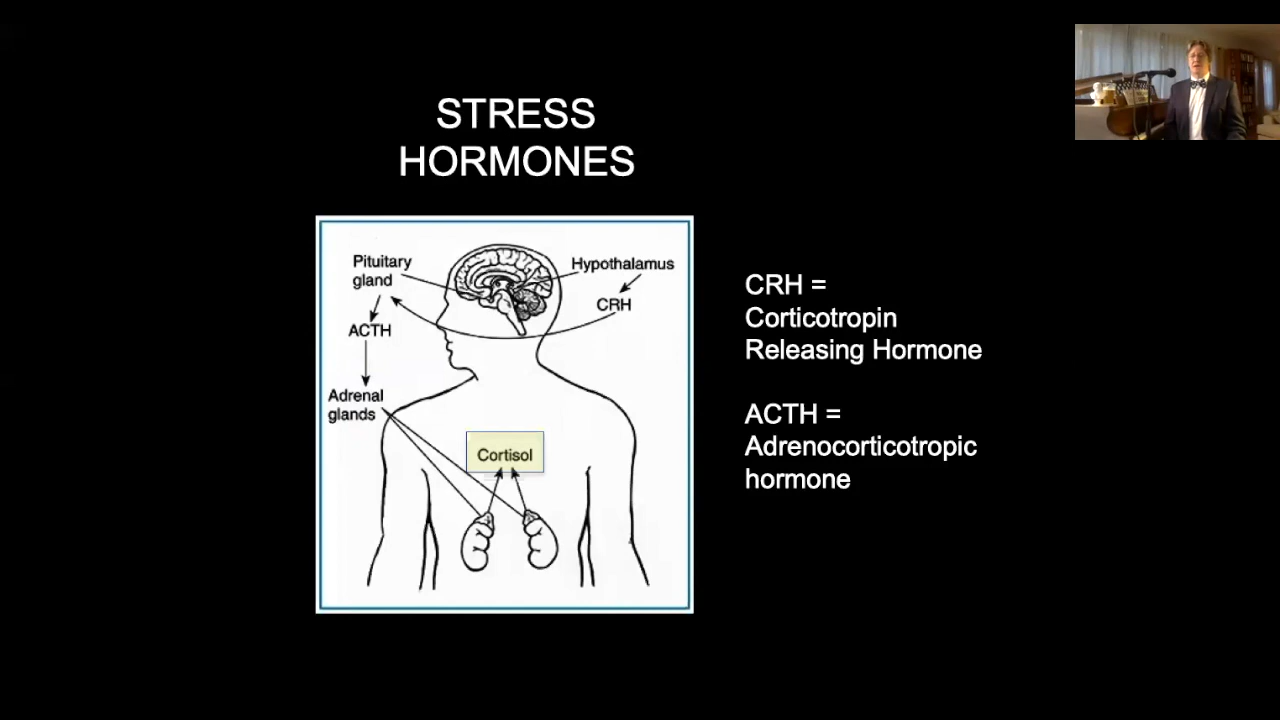 STRESS
HORMONES
Pituitary
gland
Hypothalamus
CRH
ACTH
Adrenal
glands
Cortisol
CRH =
Corticotropin
Releasing Hormone
ACTH =
Adrenocorticotropic
hormone